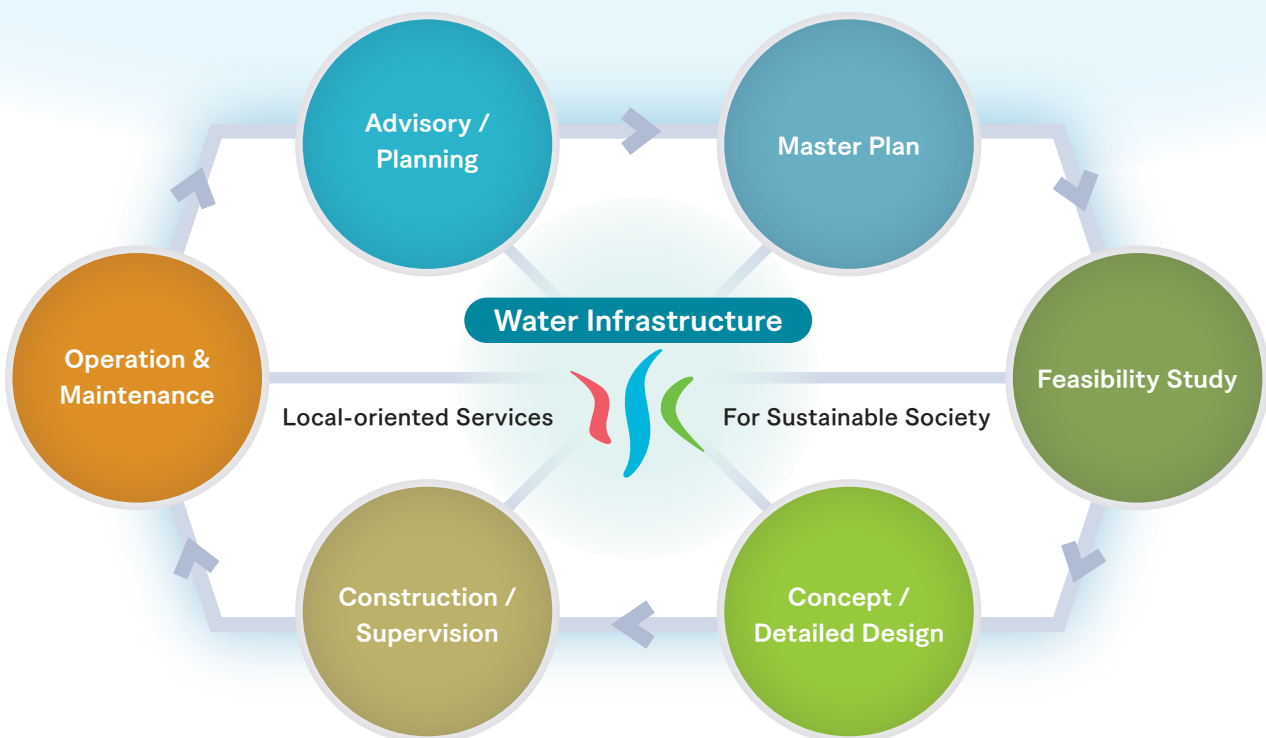 Advisory /
Planning
Master Plan
Water Infrastructure
Operation &
Maintenance
Feasibility Study
Local-oriented Services
For Sustainable Society
Construction /
Supervision
Concept /
Detailed Design